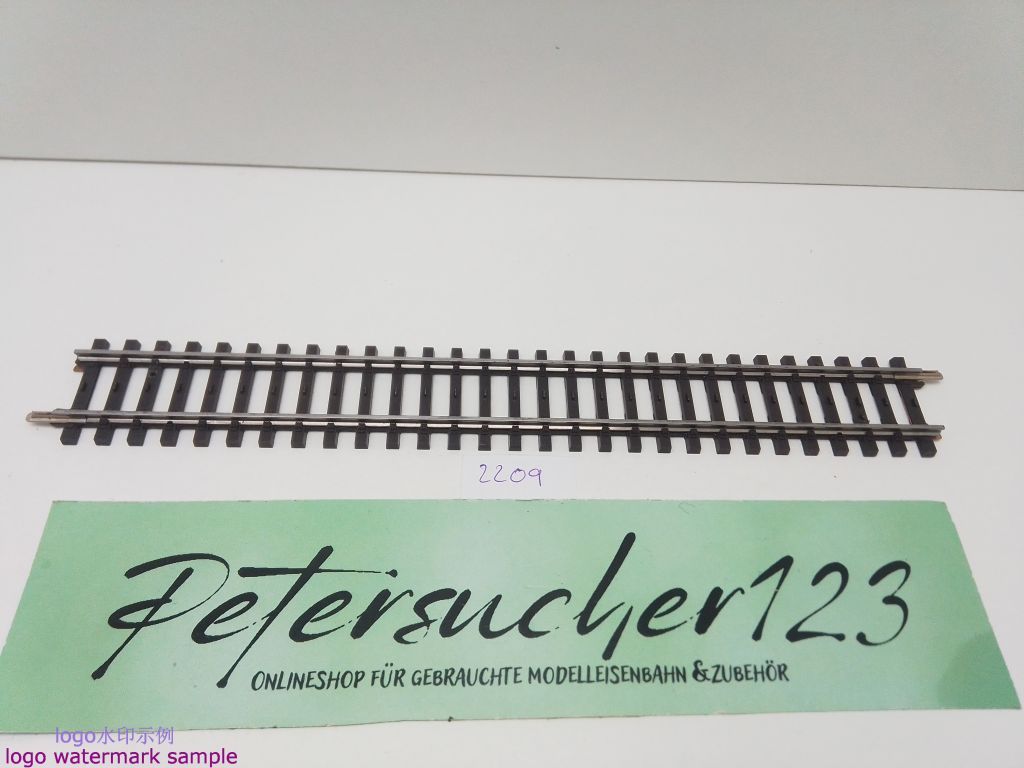 2209
Petersucher123
ONLINESHOP FÜR GEBRAUCHTE MODELLEISENBAHN & ZUBEHÖR
logo水印示例
logo watermark sample